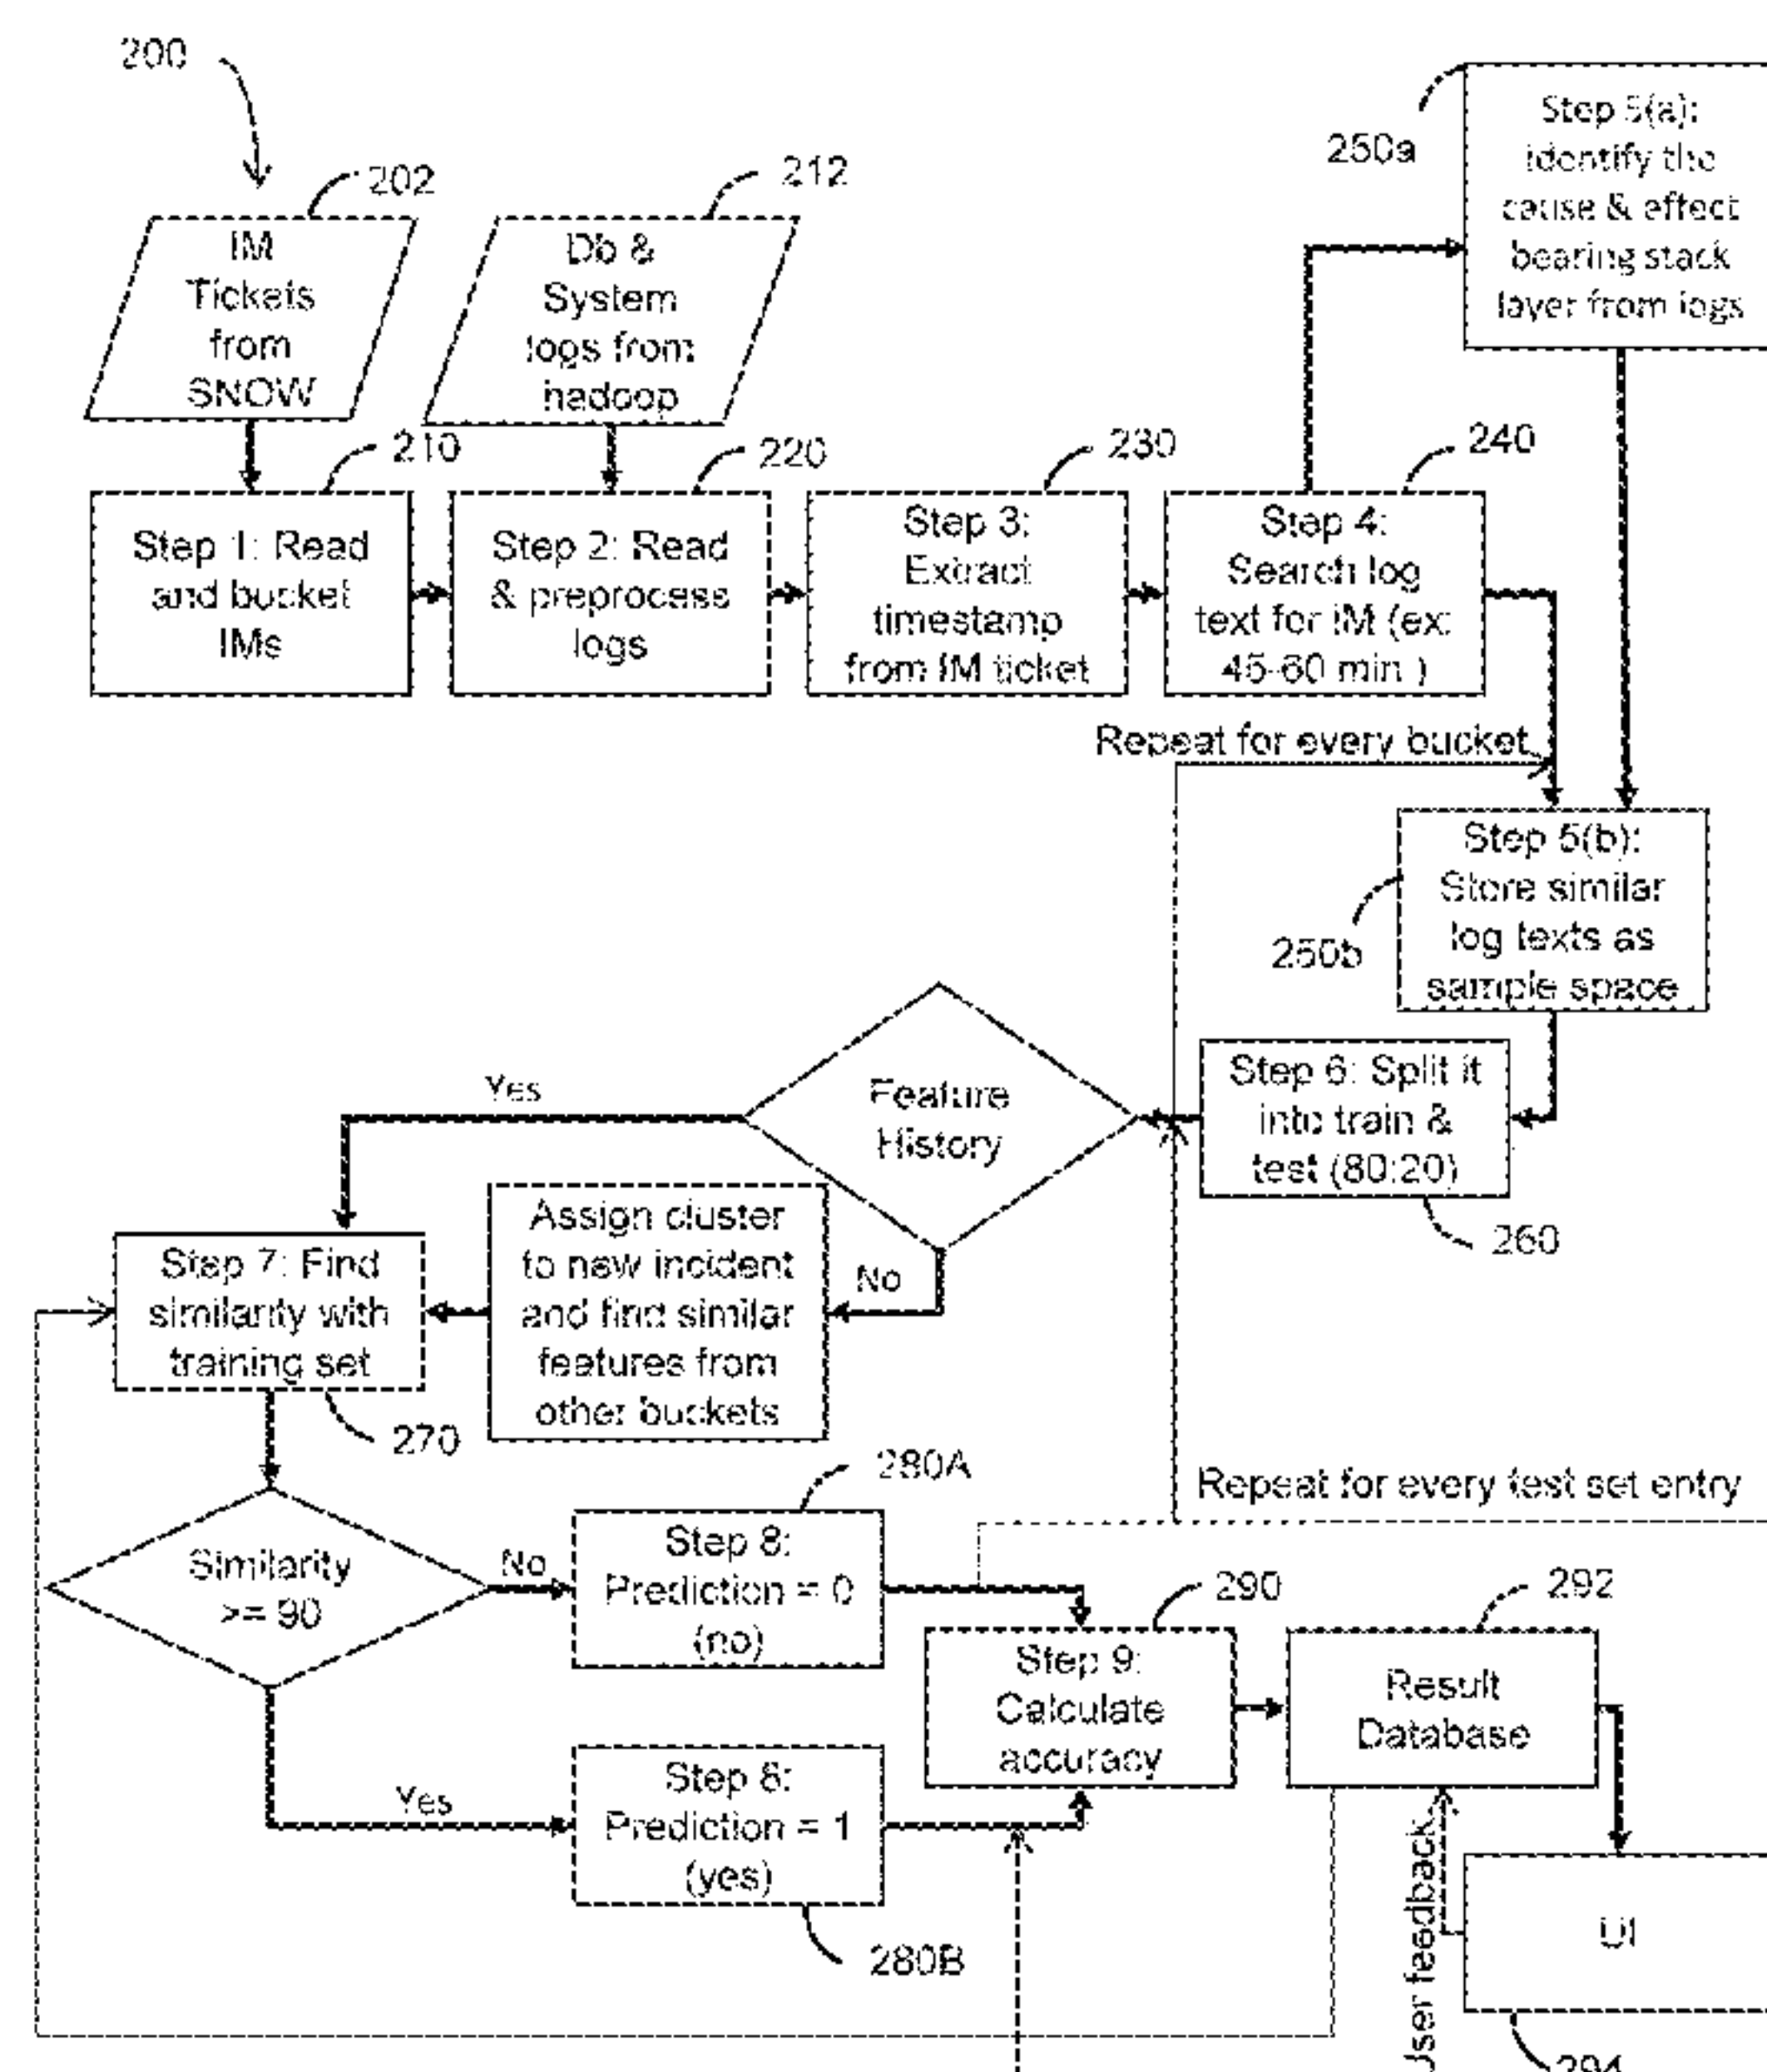 200
202
212
IM
Tickets
from
SNOW
Db &
System
logs from
hadoop
250a
Step 5(a):
identify the
cause & effect
bearing stack
layer from logs
210
220
230
240
Step 1: Read
and bucket
IMs
Step 2: Read
& preprocess
logs
Step 3:
Extract
timestamp
from IM ticket
Step 4:
Search log
text for IM (ex:
45-60 min.)
Repeat for every bucket
Step 5(b):
Store similar
log texts as
sample space
250b
Feature
History
Yes
No
Step 6: Split it
into train &
test (80:20)
260
Assign cluster
to new incident
and find similar
features from
other buckets
Step 7: Find
similarity with
training set
270
280A
Repeat for every test set entry
Similarity
>= 90
No
Step 8:
Prediction = 0
(no)
290
292
Step 9:
Calculate
accuracy
Result
Database
Yes
Step 8:
Prediction = 1
(yes)
280B
User feedback
UI
294